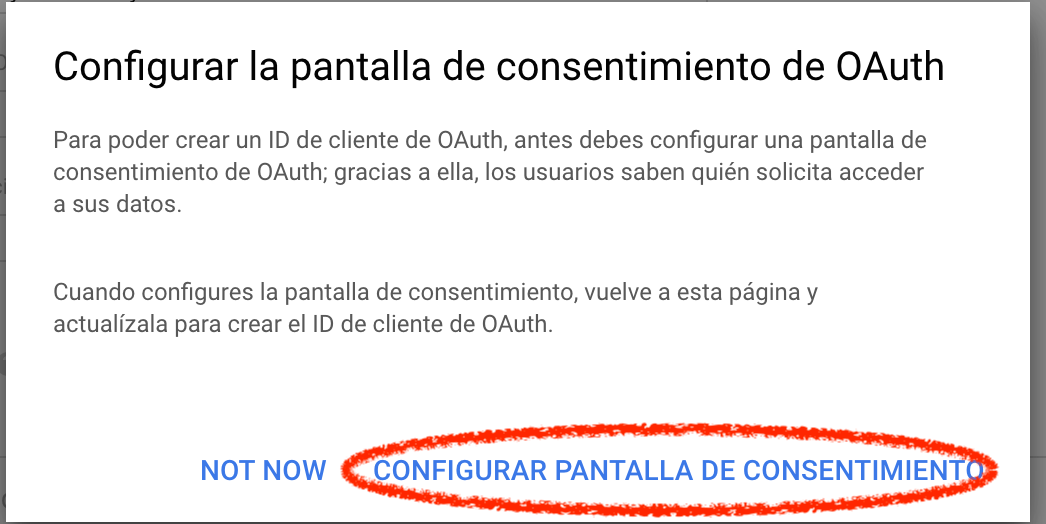 Configurar la pantalla de consentimiento de OAuth
Para poder crear un ID de cliente de OAuth, antes debes configurar una pantalla de
consentimiento de OAuth; gracias a ella, los usuarios saben quién solicita acceder
a sus datos.
Cuando configures la pantalla de consentimiento, vuelve a esta página y
actualízala para crear el ID de cliente de OAuth.
NOT NOW CONFIGURAR PANTALLA DE CONSENTIMIENTO